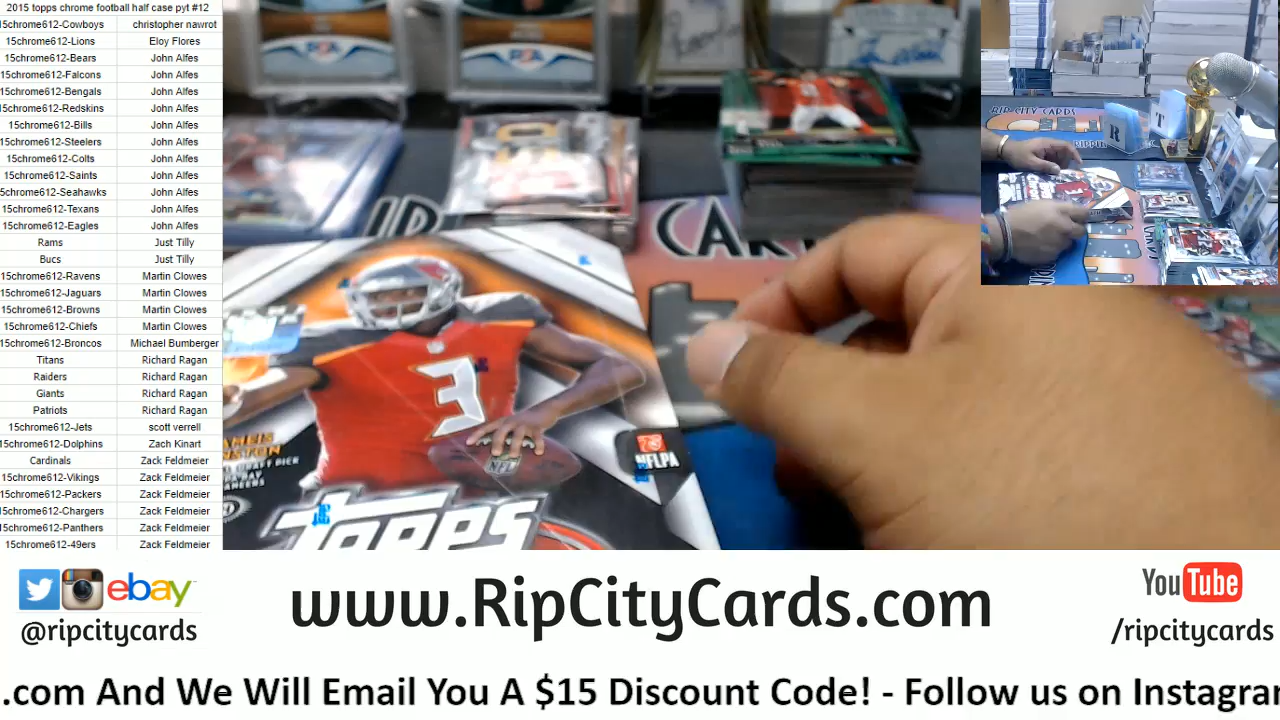 2015 topps chrome football half case pyt #12
15chrome612-Cowboys christopher nawrot
15chrome612-Lions Eloy Flores
15chrome612-Bears John Alfes
15chrome612-Falcons John Alfes
15chrome612-Bengals John Alfes
15chrome612-Redskins John Alfes
15chrome612-Bills John Alfes
15chrome612-Steelers John Alfes
15chrome612-Colts John Alfes
15chrome612-Saints John Alfes
5chrome612-Seahawks John Alfes
15chrome612-Texans John Alfes
15chrome612-Eagles John Alfes
Rams Just Tilly
Bucs Just Tilly
15chrome612-Ravens Martin Clowes
15chrome612-Jaguars Martin Clowes
15chrome612-Browns Martin Clowes
15chrome612-Chiefs Martin Clowes
15chrome612-Broncos Michael Bumberger
Titans Richard Ragan
Raiders Richard Ragan
Giants Richard Ragan
Patriots Richard Ragan
15chrome612-Jets scott verrell
15chrome612-Dolphins Zach Kinart
Cardinals Zack Feldmeier
15chrome612-Vikings Zack Feldmeier
15chrome612-Packers Zack Feldmeier
15chrome612-Chargers Zack Feldmeier
15chrome612-Panthers Zack Feldmeier
15chrome612-49ers Zack Feldmeier
RIP CITY CARDS
R T
3
NFL
NFLPA
TOPPS
ebay
@ripcitycards
www.RipCityCards.com
YouTube
/ripcitycards
.com And We Will Email You A $15 Discount Code! - Follow us on Instagram